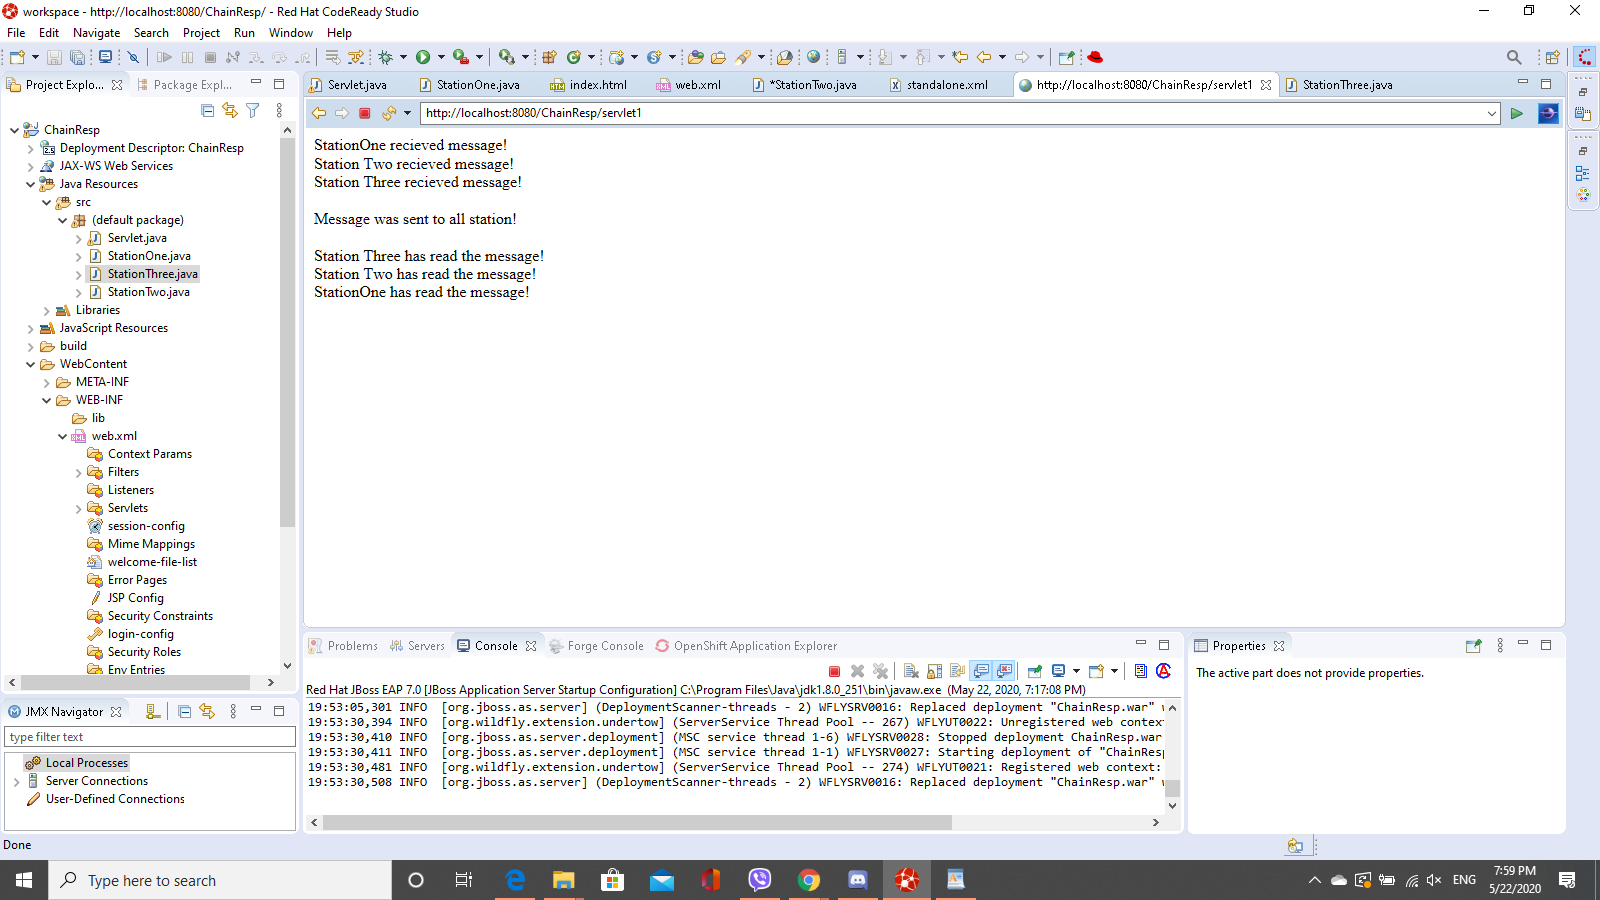 workspace - http://localhost:8080/ChainResp/ - Red Hat CodeReady Studio
File Edit Navigate Search Project Run Window Help
Project Explo... Package Expl...
Servlet.java StationOne.java index.html web.xml *StationTwo.java standalone.xml http://localhost:8080/ChainResp/servlet1 StationThree.java
http://localhost:8080/ChainResp/servlet1
ChainResp
Deployment Descriptor: ChainResp
JAX-WS Web Services
Java Resources
src
(default package)
Servlet.java
StationOne.java
StationThree.java
StationTwo.java
Libraries
JavaScript Resources
build
WebContent
META-INF
WEB-INF
lib
web.xml
Context Params
Filters
Listeners
Servlets
session-config
Mime Mappings
welcome-file-list
Error Pages
JSP Config
Security Constraints
login-config
Security Roles
Env Entries
StationOne recieved message!
Station Two recieved message!
Station Three recieved message!
Message was sent to all station!
Station Three has read the message!
Station Two has read the message!
StationOne has read the message!
JMX Navigator
type filter text
Local Processes
Server Connections
User-Defined Connections
Problems Servers Console Forge Console OpenShift Application Explorer
Red Hat JBoss EAP 7.0 [JBoss Application Server Startup Configuration] C:\Program Files\Java\jdk1.8.0_251\bin\javaw.exe (May 22, 2020, 7:17:08 PM)
19:53:05,301 INFO [org.jboss.as.server] (DeploymentScanner-threads - 2) WFLYSRV0016: Replaced deployment "ChainResp.war" w
19:53:30,394 INFO [org.wildfly.extension.undertow] (ServerService Thread Pool -- 267) WFLYUT0022: Unregistered web contex
19:53:30,410 INFO [org.jboss.as.server.deployment] (MSC service thread 1-6) WFLYSRV0028: Stopped deployment ChainResp.war
19:53:30,411 INFO [org.jboss.as.server.deployment] (MSC service thread 1-1) WFLYSRV0027: Starting deployment of "ChainResp
19:53:30,481 INFO [org.wildfly.extension.undertow] (ServerService Thread Pool -- 274) WFLYUT0021: Registered web context:
19:53:30,508 INFO [org.jboss.as.server] (DeploymentScanner-threads - 2) WFLYSRV0016: Replaced deployment "ChainResp.war" w
Properties
The active part does not provide properties.
Done
Type here to search
ENG
7:59 PM
5/22/2020